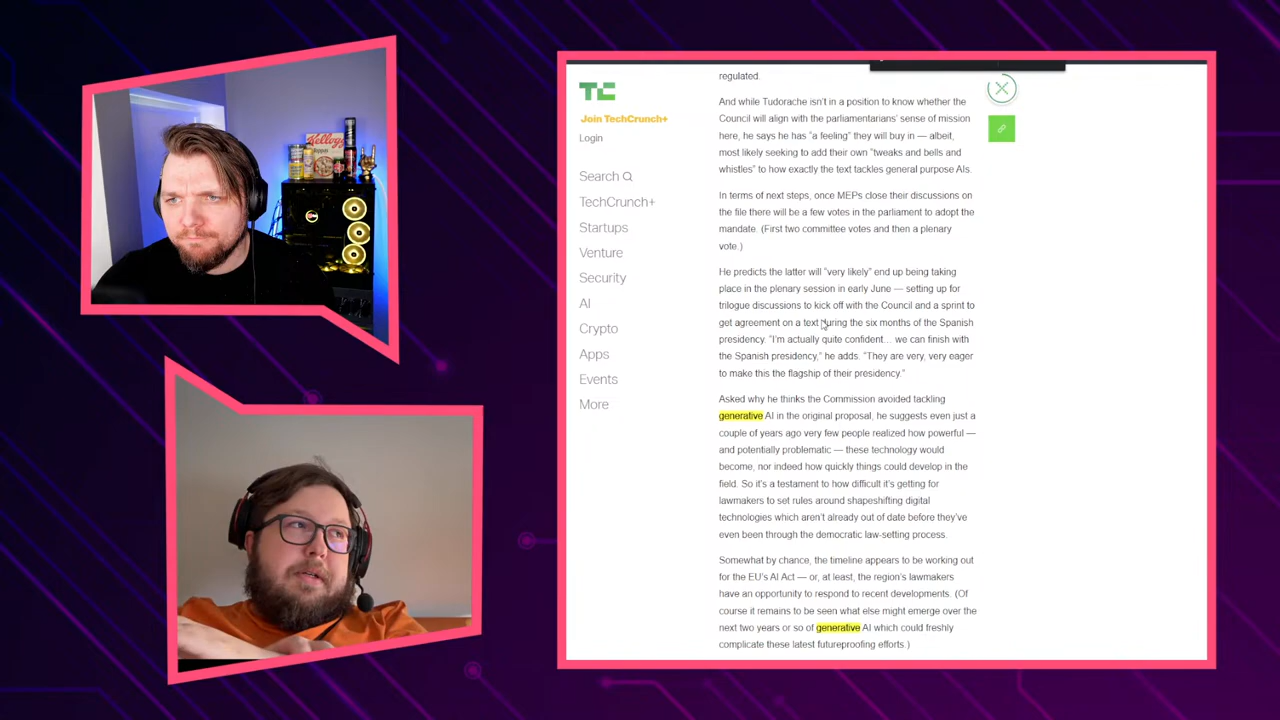 Kellogg's
TC
Join TechCrunch+
Login
Search
TechCrunch+
Startups
Venture
Security
AI
Crypto
Apps
Events
More
regulated.
And while Tudorache isn't in a position to know whether the
Council will align with the parliamentarians' sense of mission
here, he says he has "a feeling" they will buy in — albeit,
most likely seeking to add their own "tweaks and bells and
whistles" to how exactly the text tackles general purpose AIs.
In terms of next steps, once MEPs close their discussions on
the file there will be a few votes in the parliament to adopt the
mandate. (First two committee votes and then a plenary
vote.)
He predicts the latter will "very likely" end up being taking
place in the plenary session in early June — setting up for
trilogue discussions to kick off with the Council and a sprint to
get agreement on a text during the six months of the Spanish
presidency. "I'm actually quite confident... we can finish with
the Spanish presidency," he adds. "They are very, very eager
to make this the flagship of their presidency."
Asked why he thinks the Commission avoided tackling
generative AI in the original proposal, he suggests even just a
couple of years ago very few people realized how powerful —
and potentially problematic — these technology would
become, nor indeed how quickly things could develop in the
field. So it's a testament to how difficult it's getting for
lawmakers to set rules around shapeshifting digital
technologies which aren't already out of date before they've
even been through the democratic law-setting process.
Somewhat by chance, the timeline appears to be working out
for the EU's AI Act — or, at least, the region's lawmakers
have an opportunity to respond to recent developments. (Of
course it remains to be seen what else might emerge over the
next two years or so of generative AI which could freshly
complicate these latest futureproofing efforts.)